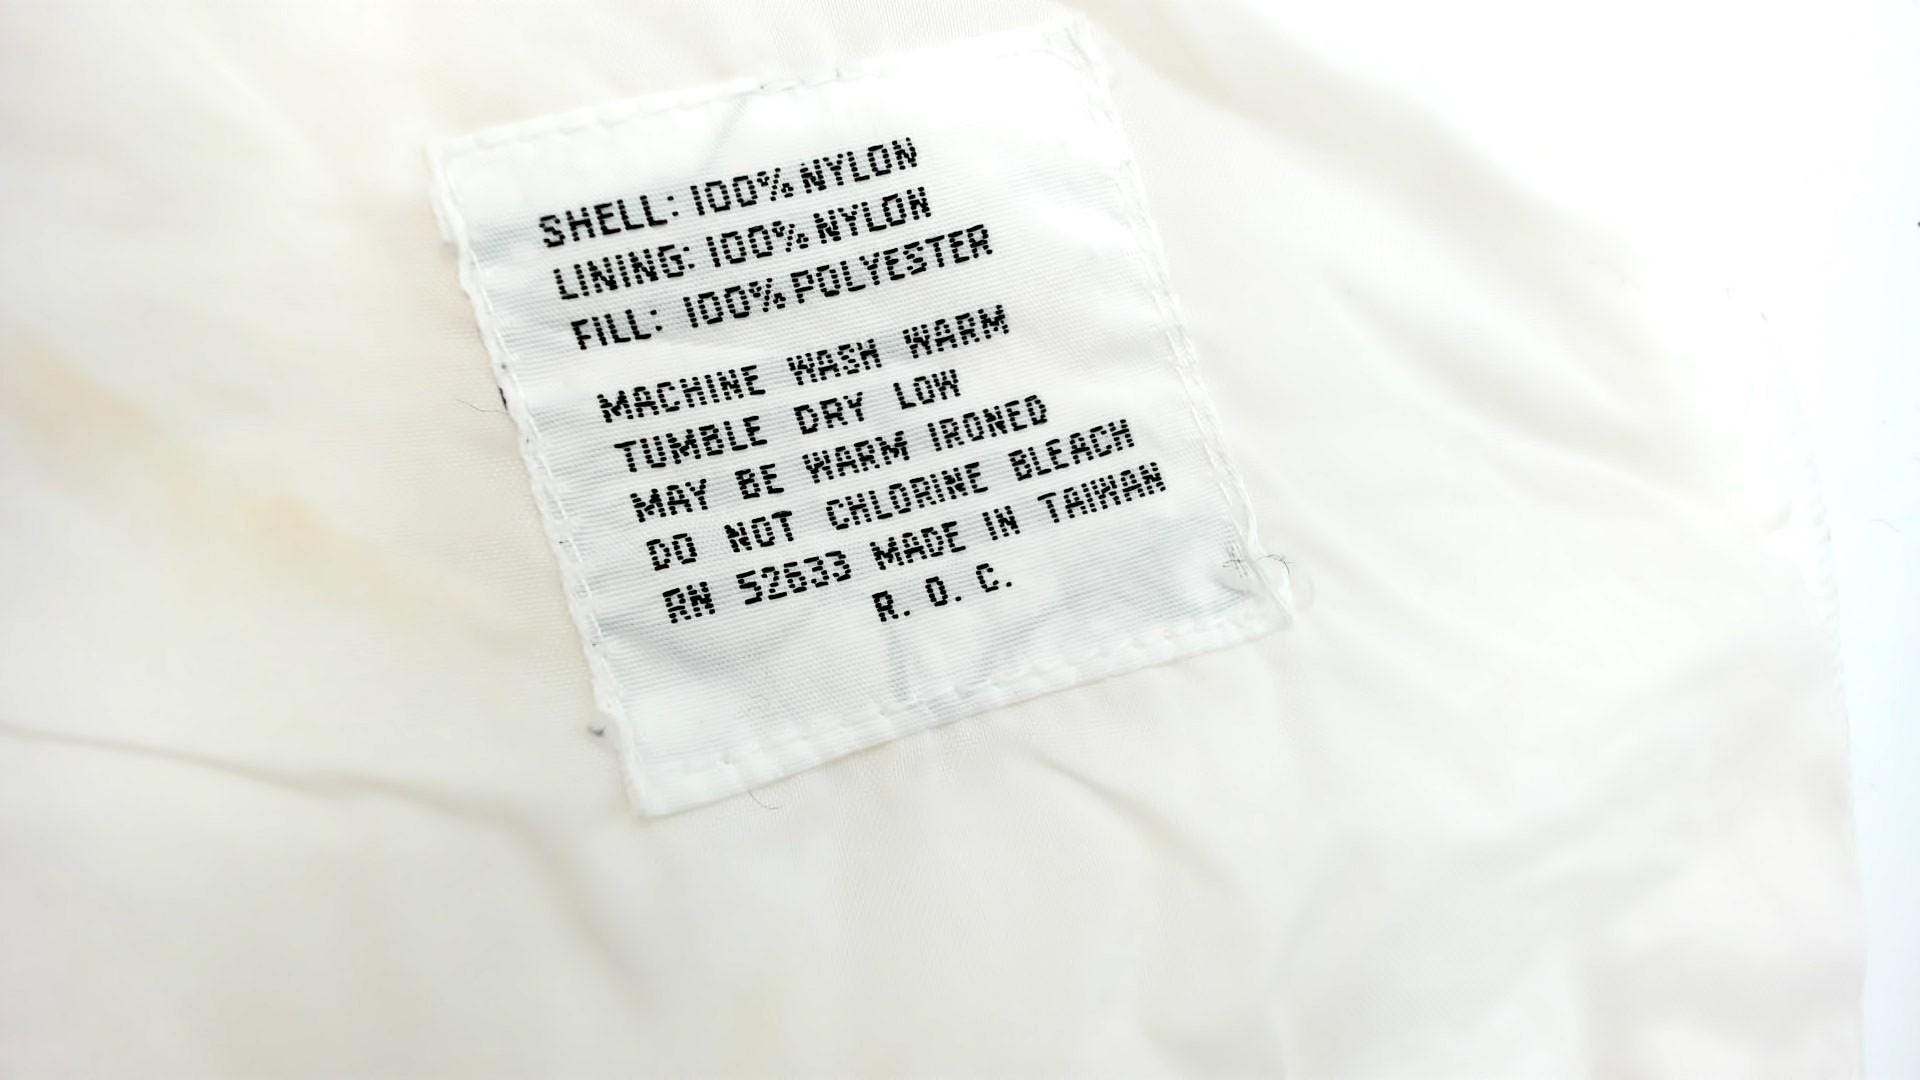 SHELL: 100% NYLON
LINING: 100% NYLON
FILL: 100% POLYESTER
MACHINE WASH WARM
TUMBLE DRY LOW
MAY BE WARM IRONED
DO NOT CHLORINE BLEACH
RN 52633 MADE IN TAIWAN
R. O. C.